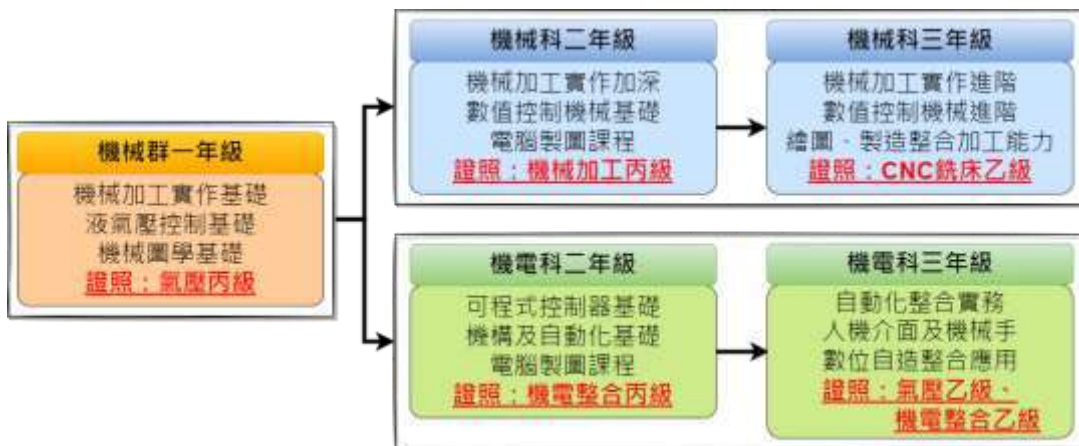 機械群一年級
機械加工實作基礎
液氣壓控制基礎
機械圖學基礎
證照：氣壓丙級
機械科二年級
機械加工實作加深
數值控制機械基礎
電腦製圖課程
證照：機械加工丙級
機械科三年級
機械加工實作進階
數值控制機械進階
繪圖、製造整合加工能力
證照：CNC銑床乙級
機電科二年級
可程式控制器基礎
機構及自動化基礎
電腦製圖課程
證照：機電整合丙級
機電科三年級
自動化整合實務
人機介面及機械手
數位自造整合應用
證照：氣壓乙級、
機電整合乙級